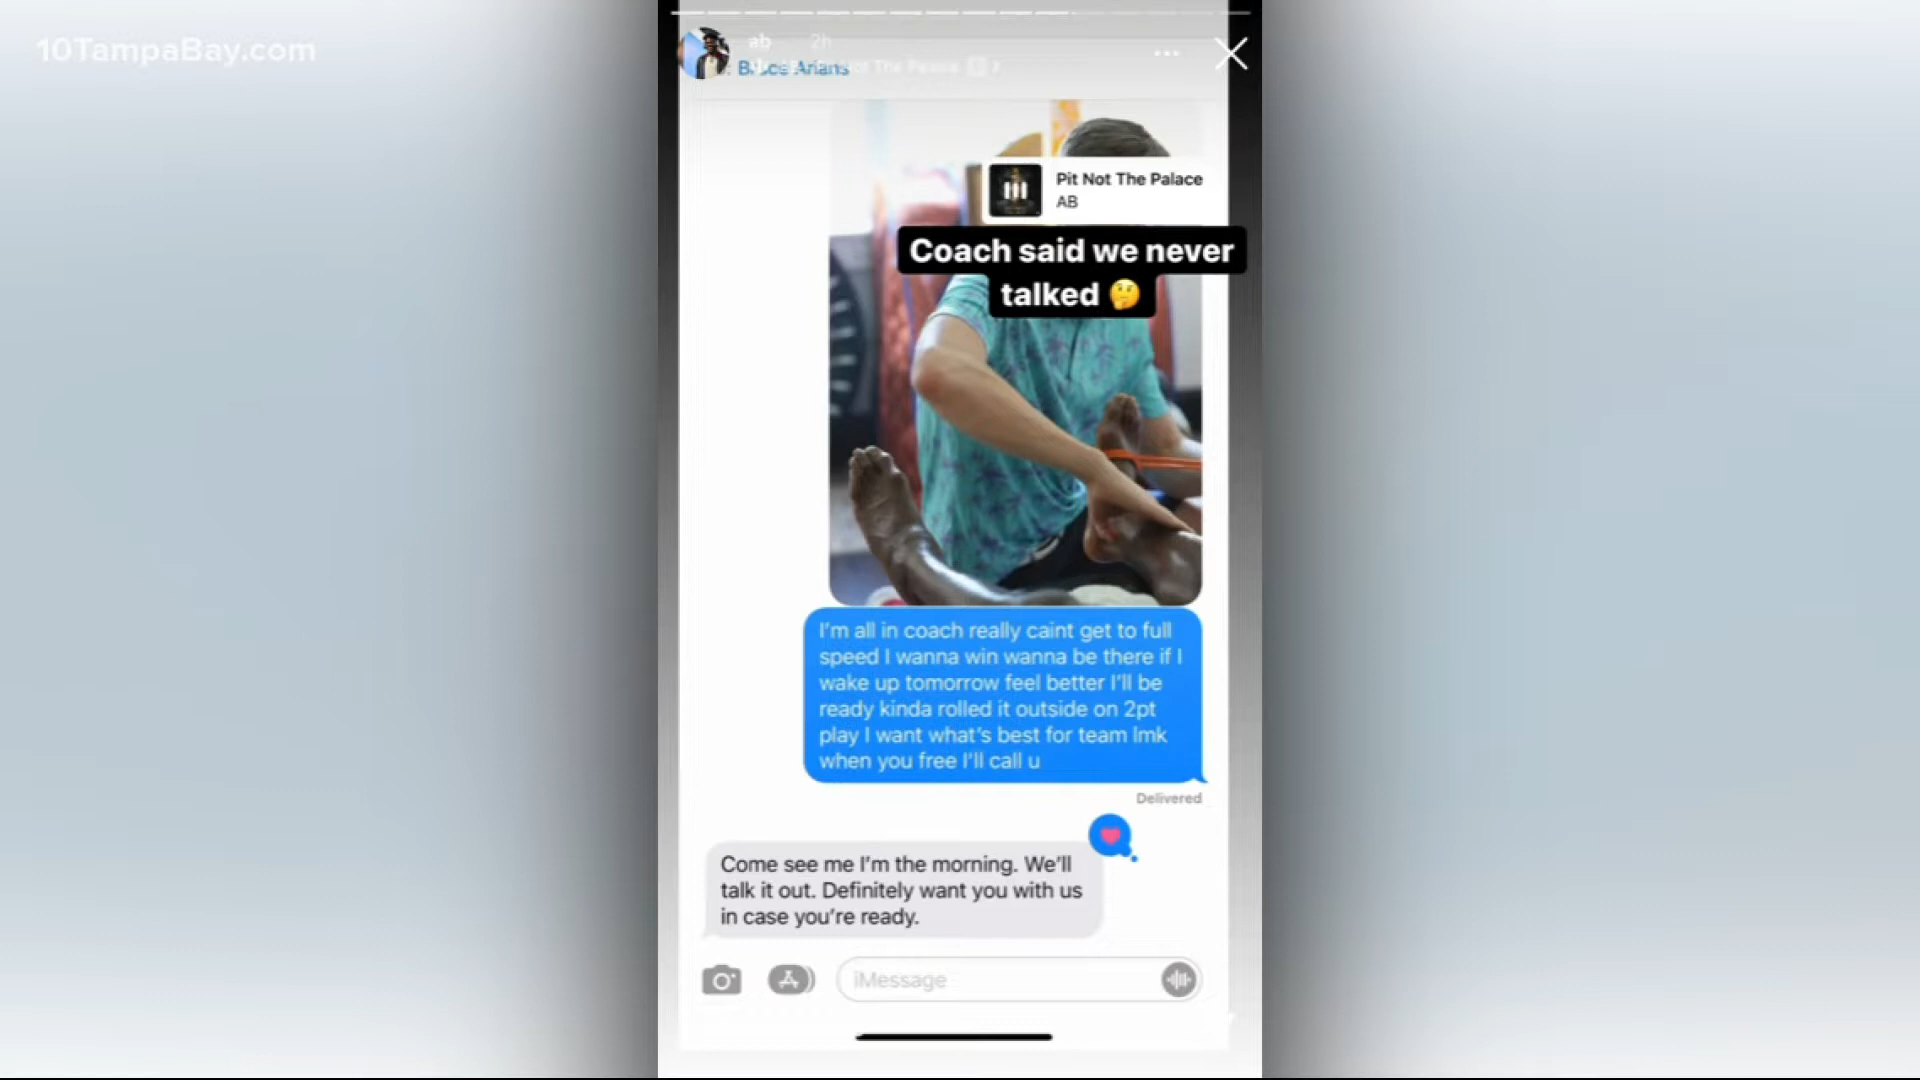 10TampaBay.com
ab 2h
Bruce Arians
Not The Palace
Pit Not The Palace
AB
Coach said we never
talked 🤔
I'm all in coach really caint get to full
speed I wanna win wanna be there if I
wake up tomorrow feel better I'll be
ready kinda rolled it outside on 2pt
play I want what's best for team lmk
when you free I'll call u
Delivered
Come see me I'm the morning. We'll
talk it out. Definitely want you with us
in case you're ready.
iMessage